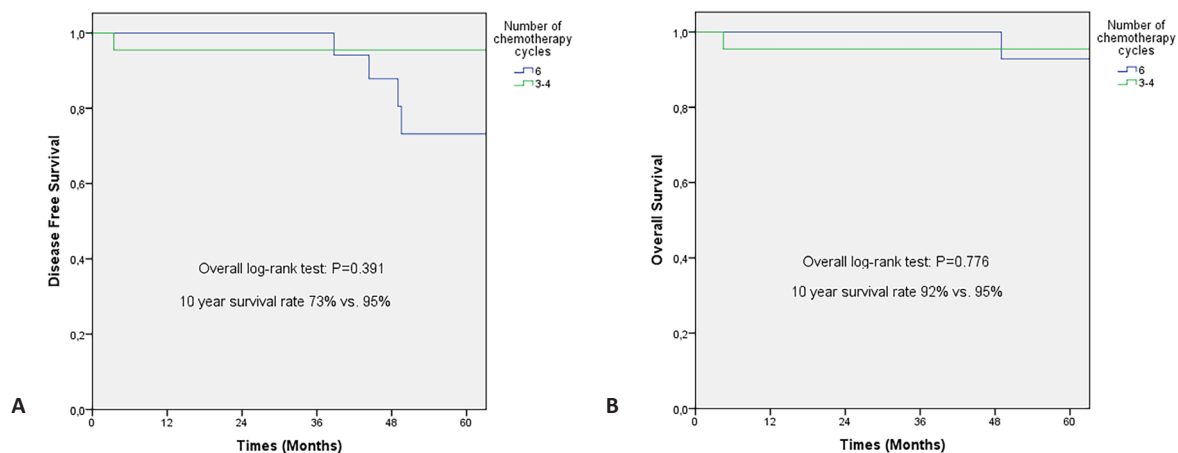 Number of
chemotherapy
cycles
6
3-4
1,0
0,8
0,6
0,4
0,2
0,0
Disease Free Survival
Overall log-rank test: P=0.391
10 year survival rate 73% vs. 95%
0 12 24 36 48 60
Times (Months)
A
Number of
chemotherapy
cycles
6
3-4
1,0
0,8
0,6
0,4
0,2
0,0
Overall Survival
Overall log-rank test: P=0.776
10 year survival rate 92% vs. 95%
0 12 24 36 48 60
Times (Months)
B